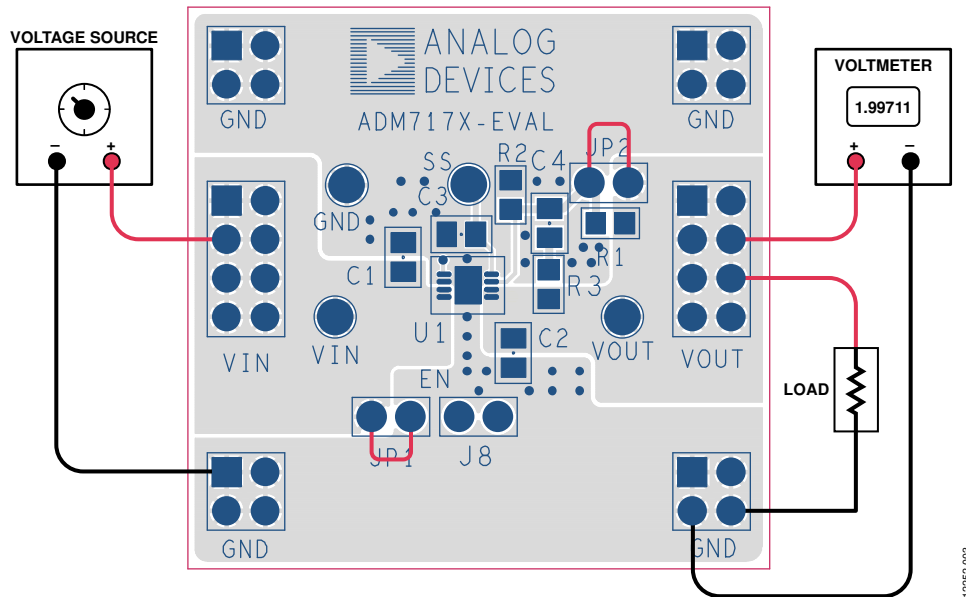 VOLTAGE SOURCE
–
+
GND
ANALOG
DEVICES
ADM717X-EVAL
GND
VOLTMETER
1.99711
+
–
SS
R2
C4
JP2
GND
C3
C1
R1
R3
U1
C2
VIN
VIN
VOUT
VOUT
EN
LOAD
JP1
J8
GND
GND